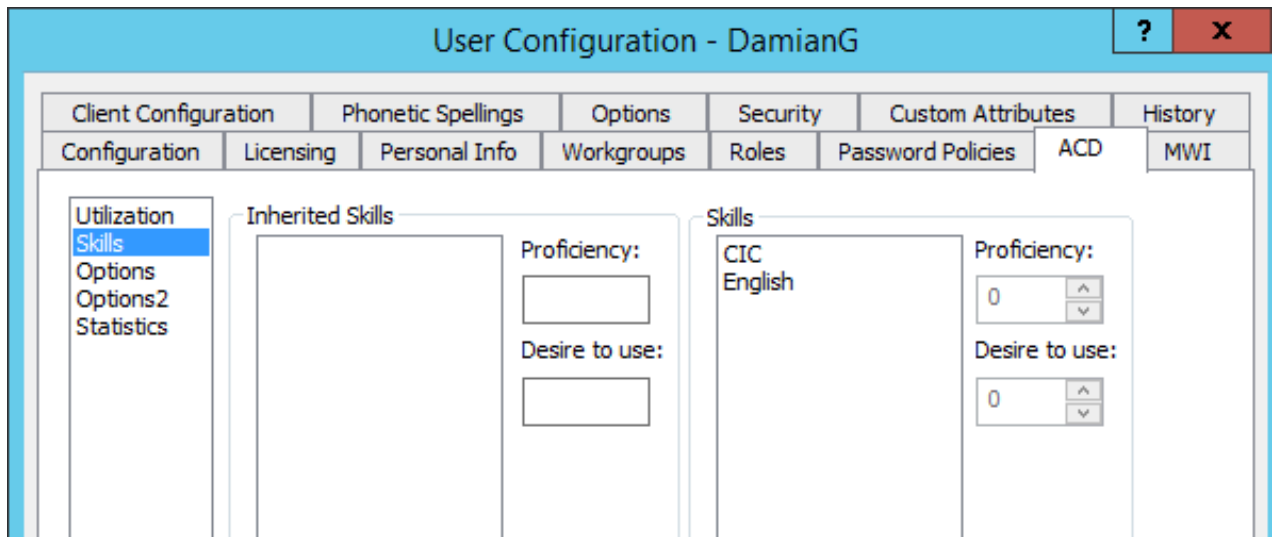 User Configuration - DamianG ? x
Client Configuration Phonetic Spellings Options Security Custom Attributes History
Configuration Licensing Personal Info Workgroups Roles Password Policies ACD MWI
Utilization
Skills
Options
Options2
Statistics
Inherited Skills
Proficiency:
Desire to use:
Skills
CIC
English
Proficiency:
0
Desire to use:
0